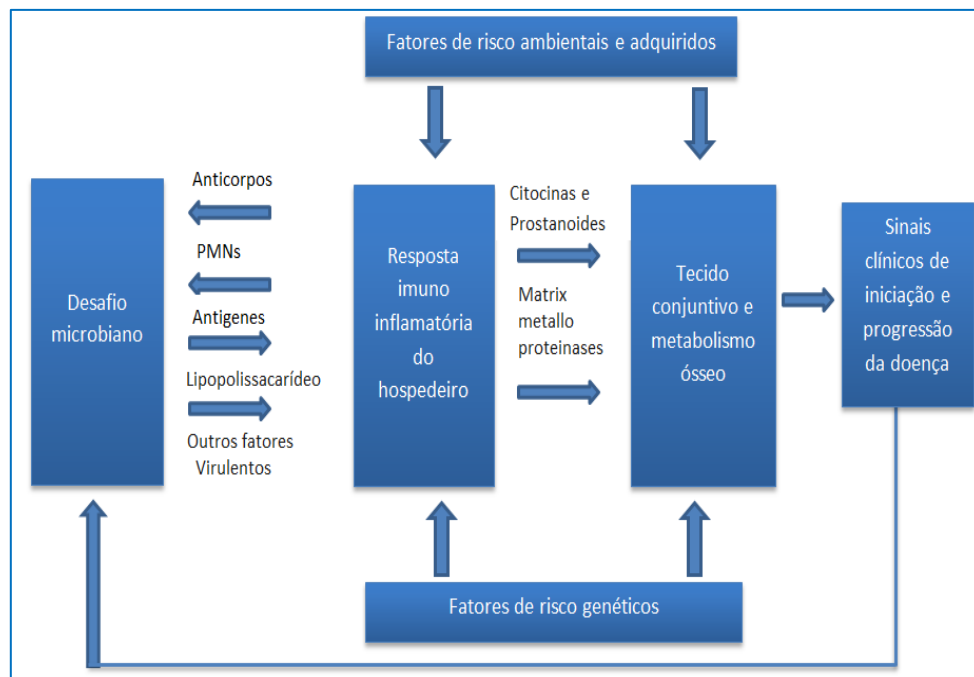 Fatores de risco ambientais e adquiridos
Desafio
microbiano
Anticorpos
PMNs
Antigenes
Lipopolissacarídeo
Outros fatores
Virulentos
Resposta
imuno
inflamatória
do
hospedeiro
Citocinas e
Prostanoides
Matrix
metallo
proteinases
Tecido
conjuntivo e
metabolismo
ósseo
Sinais
clínicos de
iniciação e
progressão
da doença
Fatores de risco genéticos